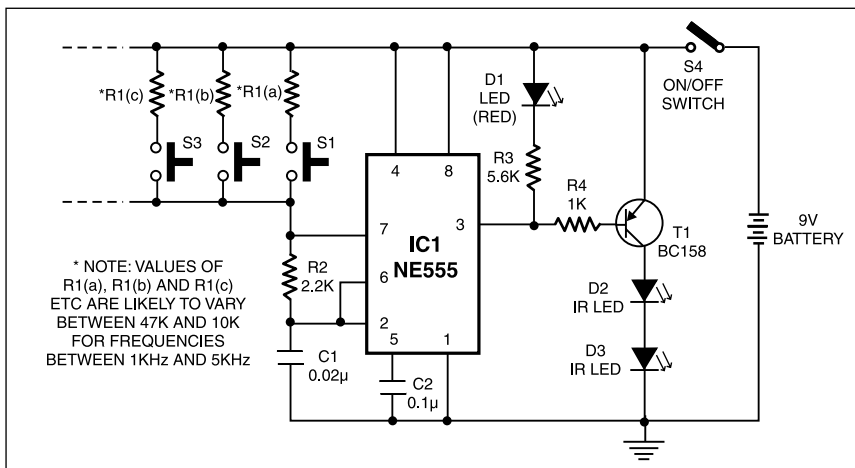 *R1(c)
*R1(b)
*R1(a)
S3
S2
S1
D1
LED
(RED)
S4
ON/OFF
SWITCH
R3
5.6K
R4
1K
T1
BC158
9V
BATTERY
4
8
3
7
6
2
5
1
IC1
NE555
R2
2.2K
D2
IR LED
D3
IR LED
C1
0.02µ
C2
0.1µ
* NOTE: VALUES OF
R1(a), R1(b) AND R1(c)
ETC ARE LIKELY TO VARY
BETWEEN 47K AND 10K
FOR FREQUENCIES
BETWEEN 1KHz AND 5KHz